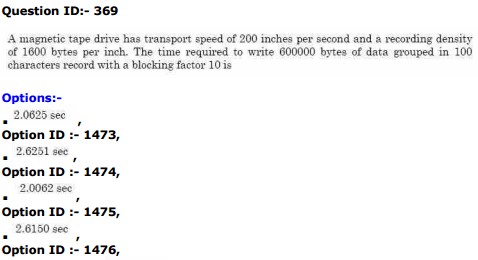 Question ID:- 369
A magnetic tape drive has transport speed of 200 inches per second and a recording density
of 1600 bytes per inch. The time required to write 600000 bytes of data grouped in 100
characters record with a blocking factor 10 is
Options:-
2.0625 sec ,
Option ID :- 1473,
2.6251 sec ,
Option ID :- 1474,
2.0062 sec ,
Option ID :- 1475,
2.6150 sec ,
Option ID :- 1476,